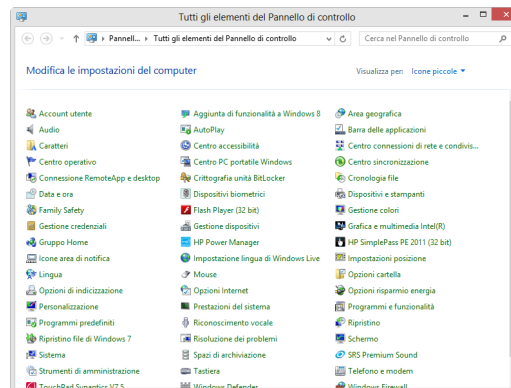 Tutti gli elementi del Pannello di controllo
Pannell... Tutti gli elementi del Pannello di controllo Cerca nel Pannello di controllo
Modifica le impostazioni del computer Visualizza per: Icone piccole
Account utente Aggiunta di funzionalità a Windows 8 Area geografica
Audio AutoPlay Barra delle applicazioni
Caratteri Centro accessibilità Centro connessioni di rete e condivis...
Centro operativo Centro PC portatile Windows Centro sincronizzazione
Connessione RemoteApp e desktop Crittografia unità BitLocker Cronologia file
Data e ora Dispositivi biometrici Dispositivi e stampanti
Family Safety Flash Player (32 bit) Gestione colori
Gestione credenziali Gestione dispositivi Grafica e multimedia Intel(R)
Gruppo Home HP Power Manager HP SimplePass PE 2011 (32 bit)
Icone area di notifica Impostazione lingua di Windows Live Impostazioni posizione
Lingua Mouse Opzioni cartella
Opzioni di indicizzazione Opzioni Internet Opzioni risparmio energia
Personalizzazione Prestazioni del sistema Programmi e funzionalità
Programmi predefiniti Riconoscimento vocale Ripristino
Ripristino file di Windows 7 Risoluzione dei problemi Schermo
Sistema Spazi di archiviazione SRS Premium Sound
Strumenti di amministrazione Tastiera Telefono e modem
TouchPad Synaptics V7.5 Windows Defender Windows Firewall